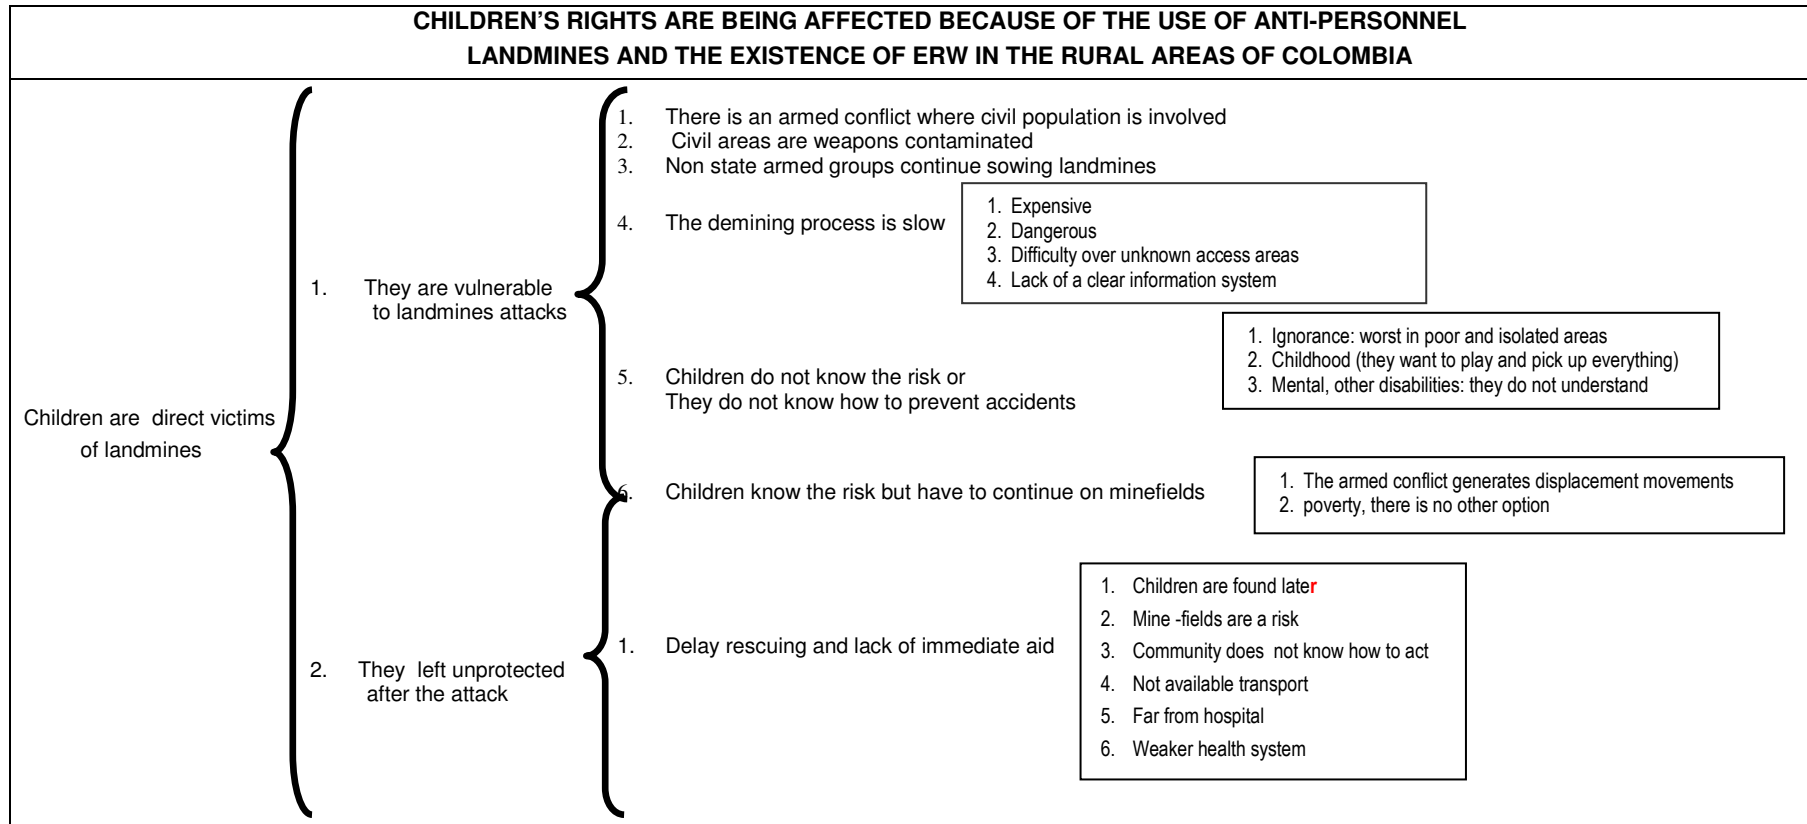 CHILDREN'S RIGHTS ARE BEING AFFECTED BECAUSE OF THE USE OF ANTI-PERSONNEL
LANDMINES AND THE EXISTENCE OF ERW IN THE RURAL AREAS OF COLOMBIA
Children are direct victims
of landmines
1. They are vulnerable
to landmines attacks
1. There is an armed conflict where civil population is involved
2. Civil areas are weapons contaminated
3. Non state armed groups continue sowing landmines
4. The demining process is slow
1. Expensive
2. Dangerous
3. Difficulty over unknown access areas
4. Lack of a clear information system
5. Children do not know the risk or
They do not know how to prevent accidents
1. Ignorance: worst in poor and isolated areas
2. Childhood (they want to play and pick up everything)
3. Mental, other disabilities: they do not understand
6. Children know the risk but have to continue on minefields
1. The armed conflict generates displacement movements
2. poverty, there is no other option
2. They left unprotected
after the attack
1. Delay rescuing and lack of immediate aid
1. Children are found later
2. Mine -fields are a risk
3. Community does not know how to act
4. Not available transport
5. Far from hospital
6. Weaker health system